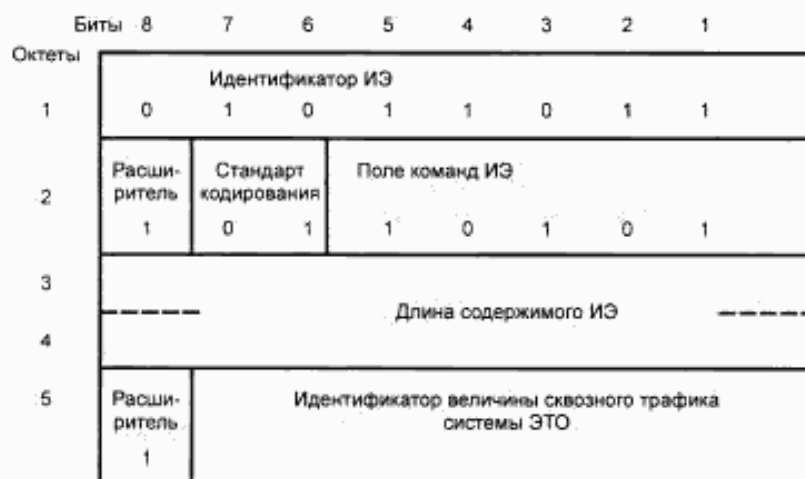 Биты 8 7 6 5 4 3 2 1
Октеты
Идентификатор ИЭ
1 0 1 0 1 1 0 1 1
Расши- Стандарт Поле команд ИЭ
2 ритель кодирования
1 0 1 1 0 1 0 1
3
Длина содержимого ИЭ
4
5 Расши- Идентификатор величины сквозного трафика
ритель системы ЭТО
1